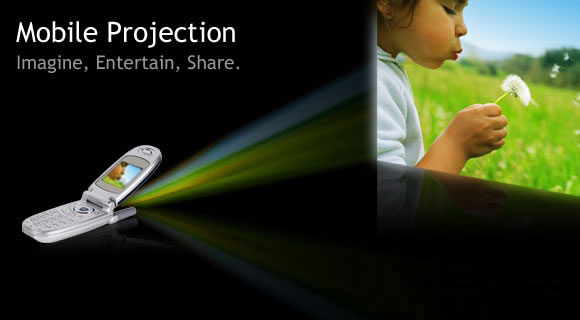 Mobile Projection
Imagine, Entertain, Share.